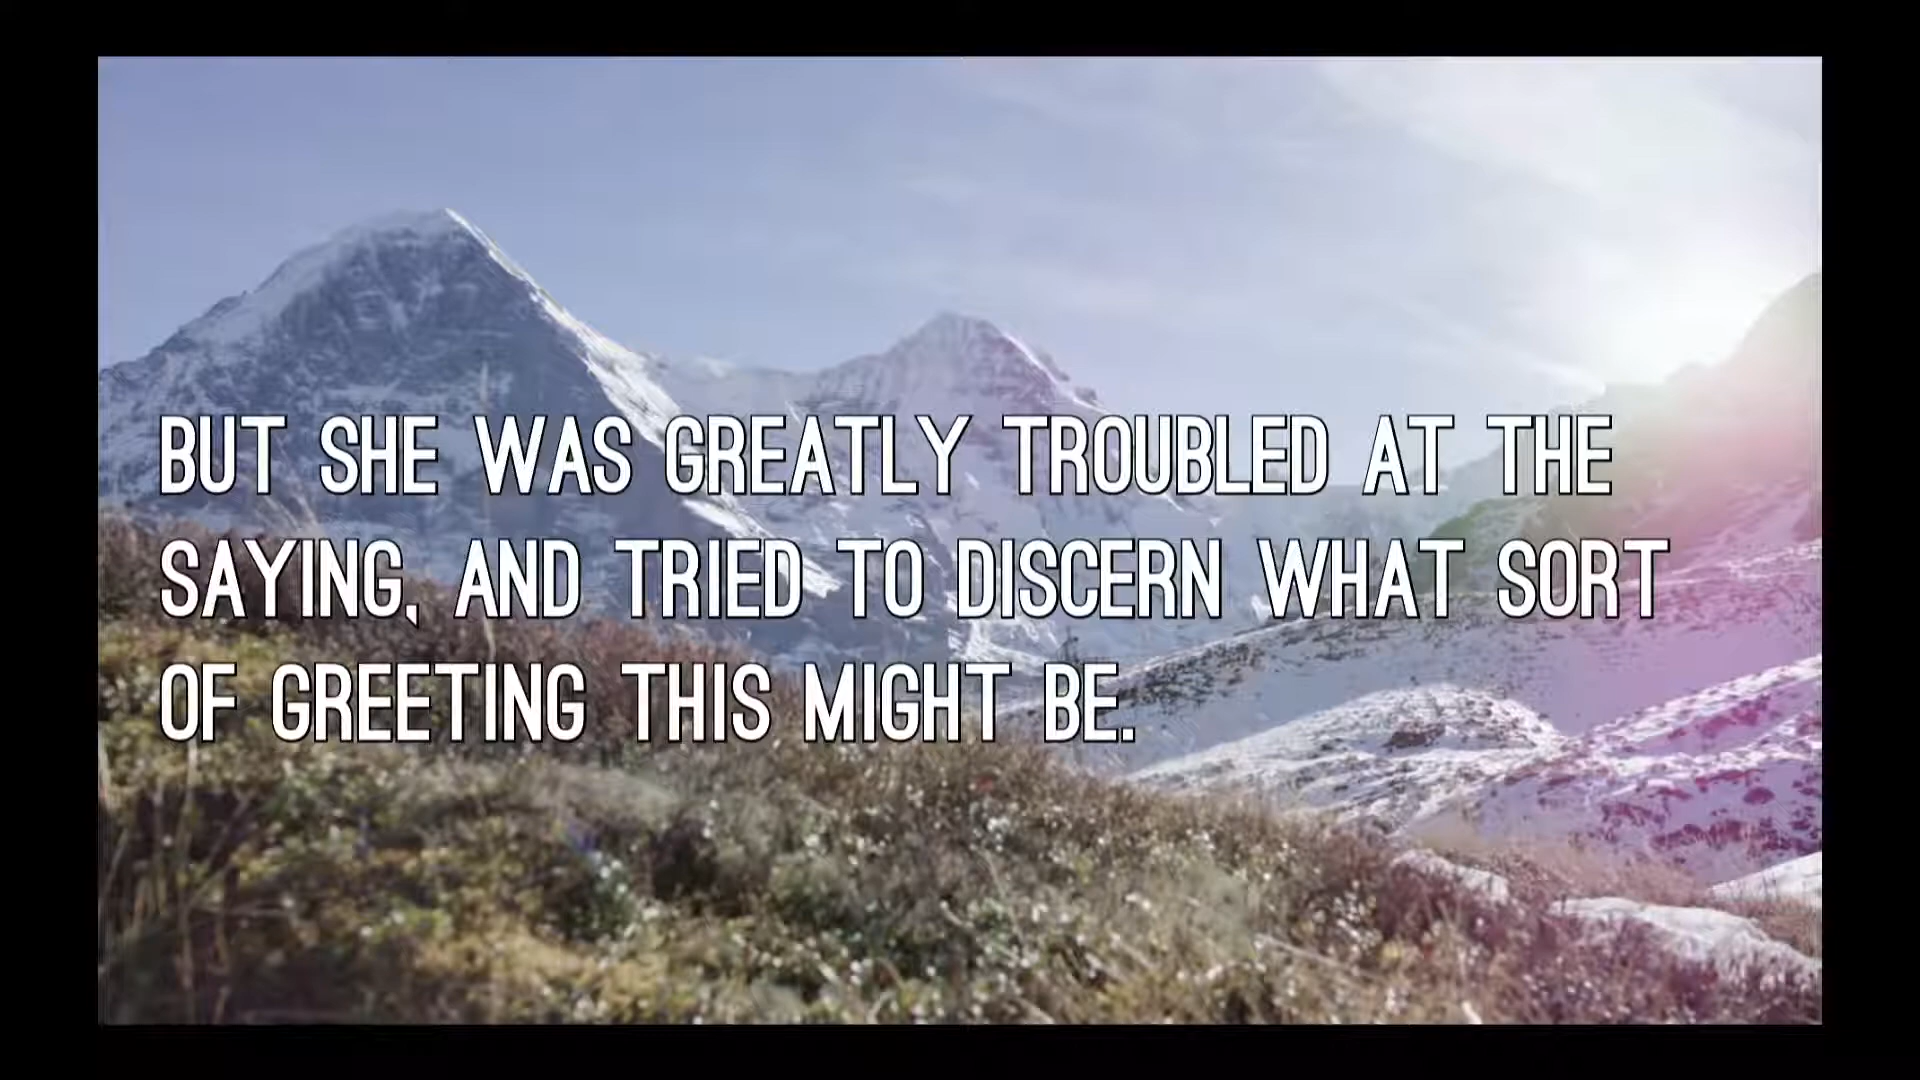 BUT SHE WAS GREATLY TROUBLED AT THE
SAYING, AND TRIED TO DISCERN WHAT SORT
OF GREETING THIS MIGHT BE.